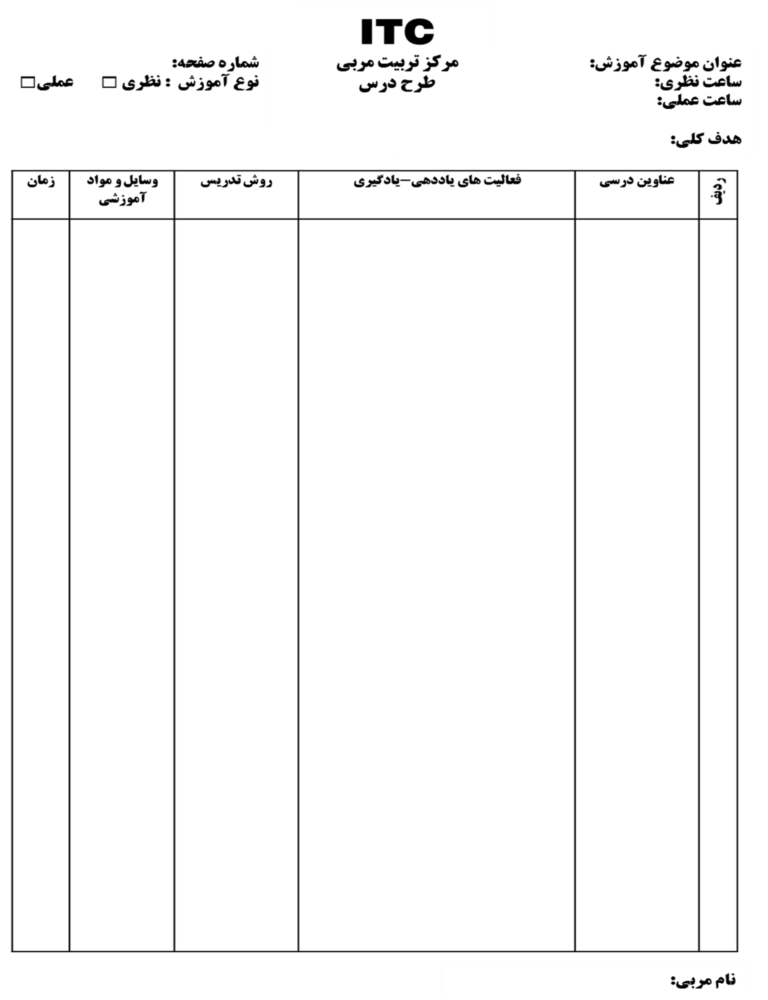 ITC
عنوان موضوع آموزش:
مرکز تربیت مربی
شماره صفحه:
ساعت نظری:
طرح درس
نوع آموزش : نظری □ عملی□
ساعت عملی:
هدف کلی:
ردیف
عناوین درسی
فعالیت های یاددهی–یادگیری
روش تدریس
وسایل و مواد
آموزشی
زمان
نام مربی: